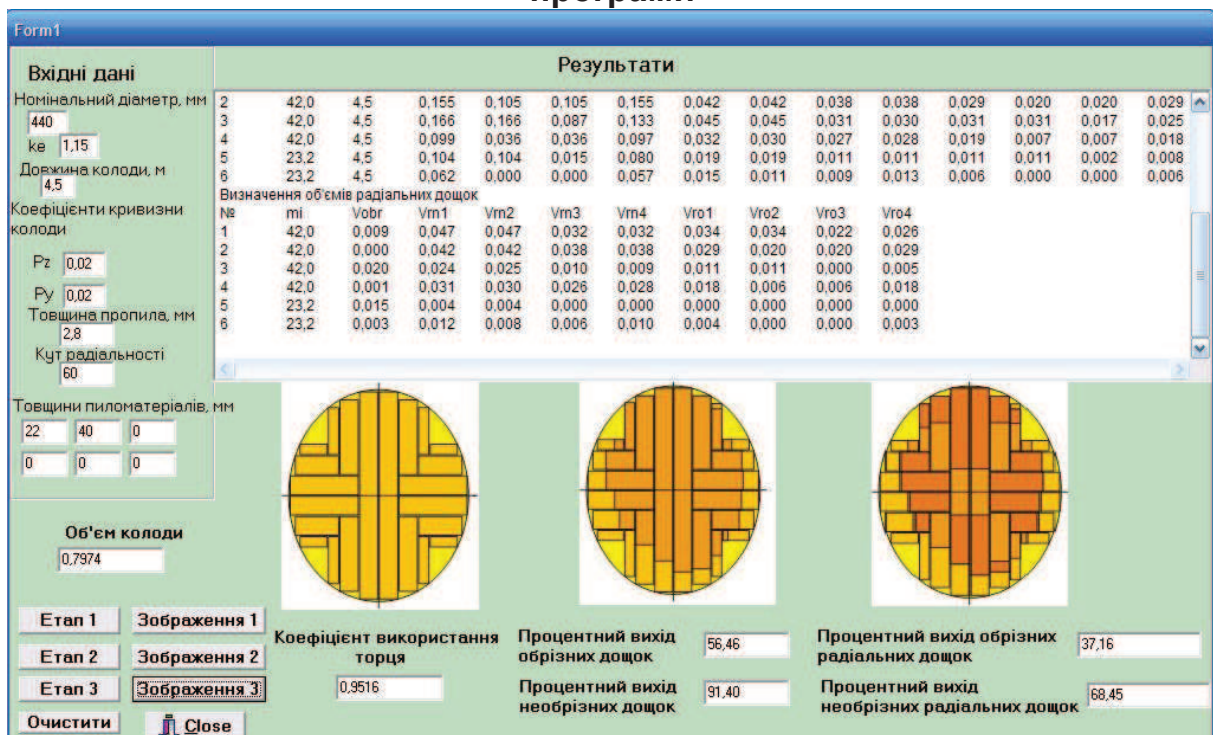 програми
Form1
Вхідні дані
Номінальний діаметр, мм
440
ke 1,15
Довжина колоди, м
4,5
Коефіцієнти кривизни
колоди
Pz 0,02
Py 0,02
Товщина пропила, мм
2,8
Кут радіальності
60
Товщини пиломатеріалів, мм
22 40 0
0 0 0
Об'єм колоди
0,7974
Етап 1 Зображення 1
Етап 2 Зображення 2
Етап 3 Зображення 3
Очистити Close
Результати
2 42,0 4,5 0,155 0,105 0,105 0,155 0,042 0,042 0,038 0,038 0,029 0,020 0,020 0,029
3 42,0 4,5 0,166 0,166 0,087 0,133 0,045 0,045 0,031 0,030 0,031 0,031 0,017 0,025
4 42,0 4,5 0,099 0,036 0,036 0,097 0,032 0,030 0,027 0,028 0,019 0,007 0,007 0,018
5 23,2 4,5 0,104 0,104 0,015 0,080 0,019 0,019 0,011 0,011 0,011 0,011 0,002 0,008
6 23,2 4,5 0,062 0,000 0,000 0,057 0,015 0,011 0,009 0,013 0,006 0,000 0,000 0,006
Визначення об'ємів радіальних дощок
№ mi Vobr Vrn1 Vrn2 Vrn3 Vrn4 Vro1 Vro2 Vro3 Vro4
1 42,0 0,009 0,047 0,047 0,032 0,032 0,034 0,034 0,022 0,026
2 42,0 0,000 0,042 0,042 0,038 0,038 0,029 0,020 0,020 0,029
3 42,0 0,020 0,024 0,025 0,010 0,009 0,011 0,011 0,000 0,005
4 42,0 0,001 0,031 0,030 0,026 0,028 0,018 0,006 0,006 0,018
5 23,2 0,015 0,004 0,004 0,000 0,000 0,000 0,000 0,000 0,000
6 23,2 0,003 0,012 0,008 0,006 0,010 0,004 0,000 0,000 0,003
Коефіцієнт використання
торця
0,9516
Процентний вихід
обрізних дощок
56,46
Процентний вихід
необрізних дощок
91,40
Процентний вихід обрізних
радіальних дощок
37,16
Процентний вихід
необрізних радіальних дощок
68,45